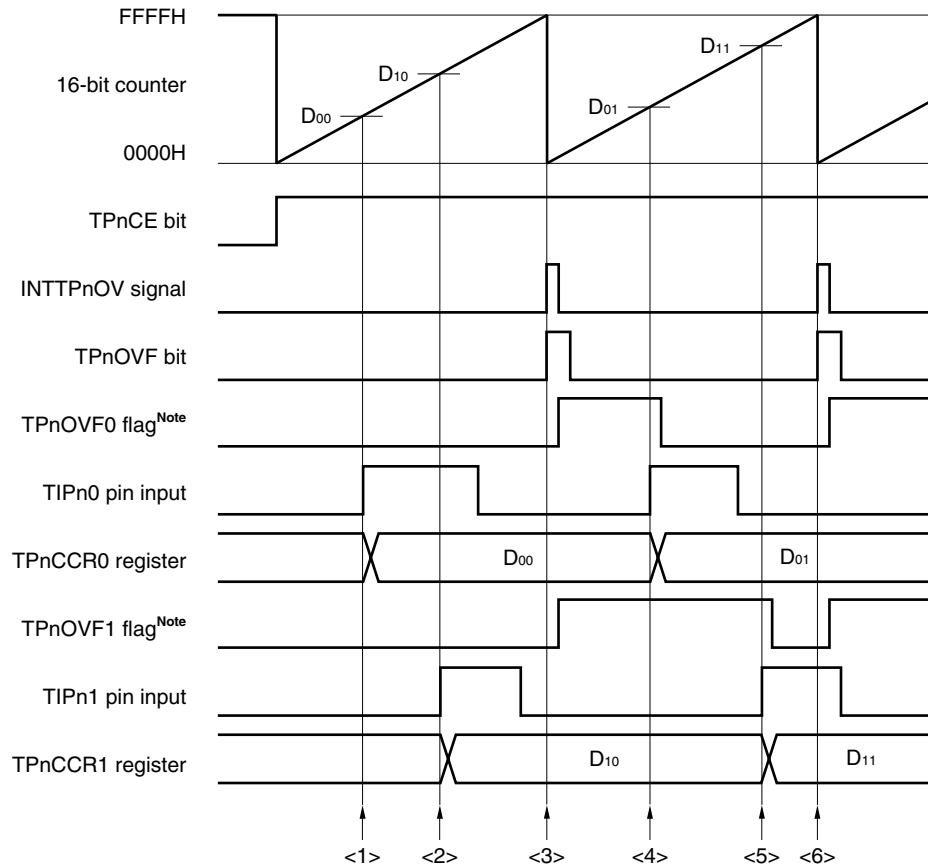 FFFFH
D11
D10
16-bit counter
D01
D00
0000H
TPnCE bit
INTTPnOV signal
TPnOVF bit
TPnOVF0 flagNote
TIPn0 pin input
TPnCCR0 register
D00
D01
TPnOVF1 flagNote
TIPn1 pin input
TPnCCR1 register
D10
D11
<1> <2> <3> <4> <5> <6>